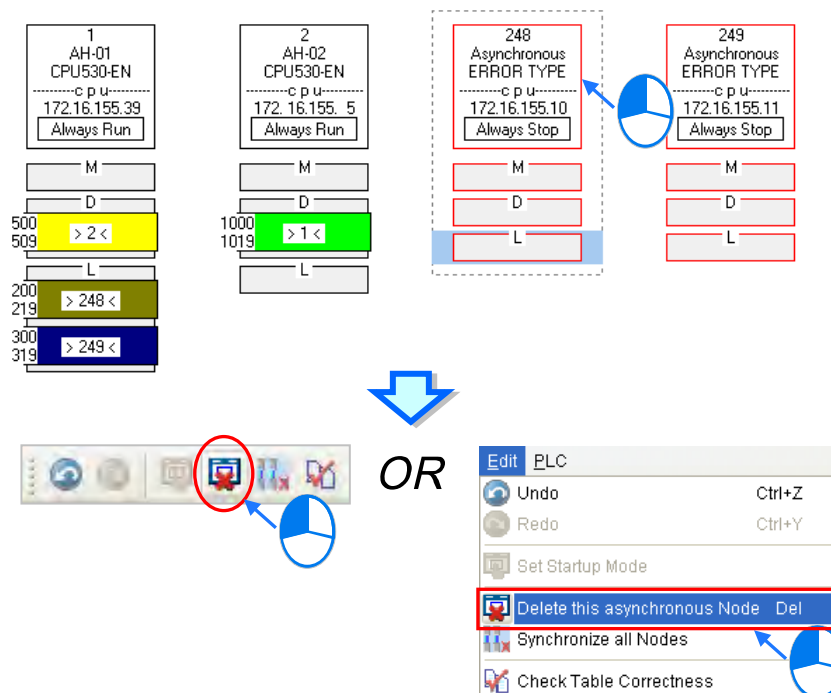 1
AH-01
CPU530-EN
--------c p u--------
172.16.155.39
Always Run
M
D
500
509
> 2 <
L
200
219
> 248 <
300
319
> 249 <
2
AH-02
CPU530-EN
--------c p u--------
172. 16.155. 5
Always Run
M
D
1000
1019
> 1 <
L
248
Asynchronous
ERROR TYPE
--------c p u--------
172.16.155.10
Always Stop
M
D
L
249
Asynchronous
ERROR TYPE
--------c p u--------
172.16.155.11
Always Stop
M
D
L
OR
Edit PLC
Undo Ctrl+Z
Redo Ctrl+Y
Set Startup Mode
Delete this asynchronous Node Del
Synchronize all Nodes
Check Table Correctness